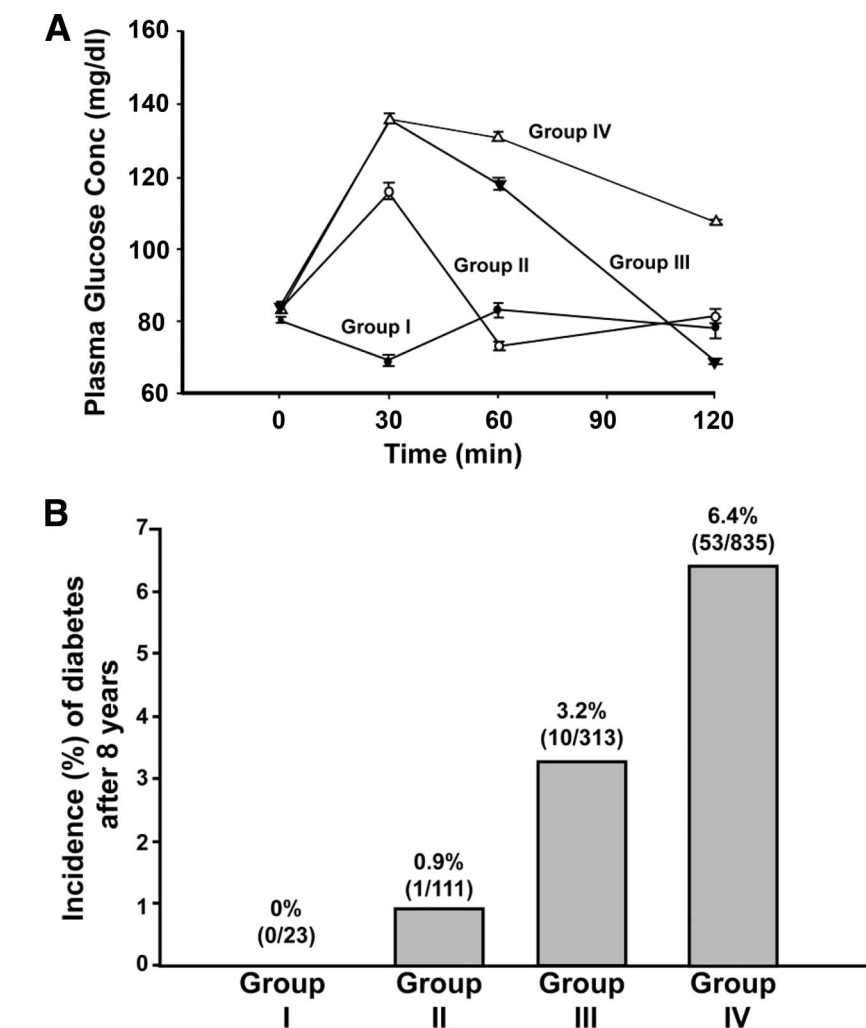 A
Plasma Glucose Conc (mg/dl)
160
140
120
100
80
60
Group IV
Group II
Group III
Group I
0 30 60 90 120
Time (min)
B
Incidence (%) of diabetes
after 8 years
7
6
5
4
3
2
1
0
6.4%
(53/835)
3.2%
(10/313)
0.9%
(1/111)
0%
(0/23)
Group Group Group Group
I II III IV